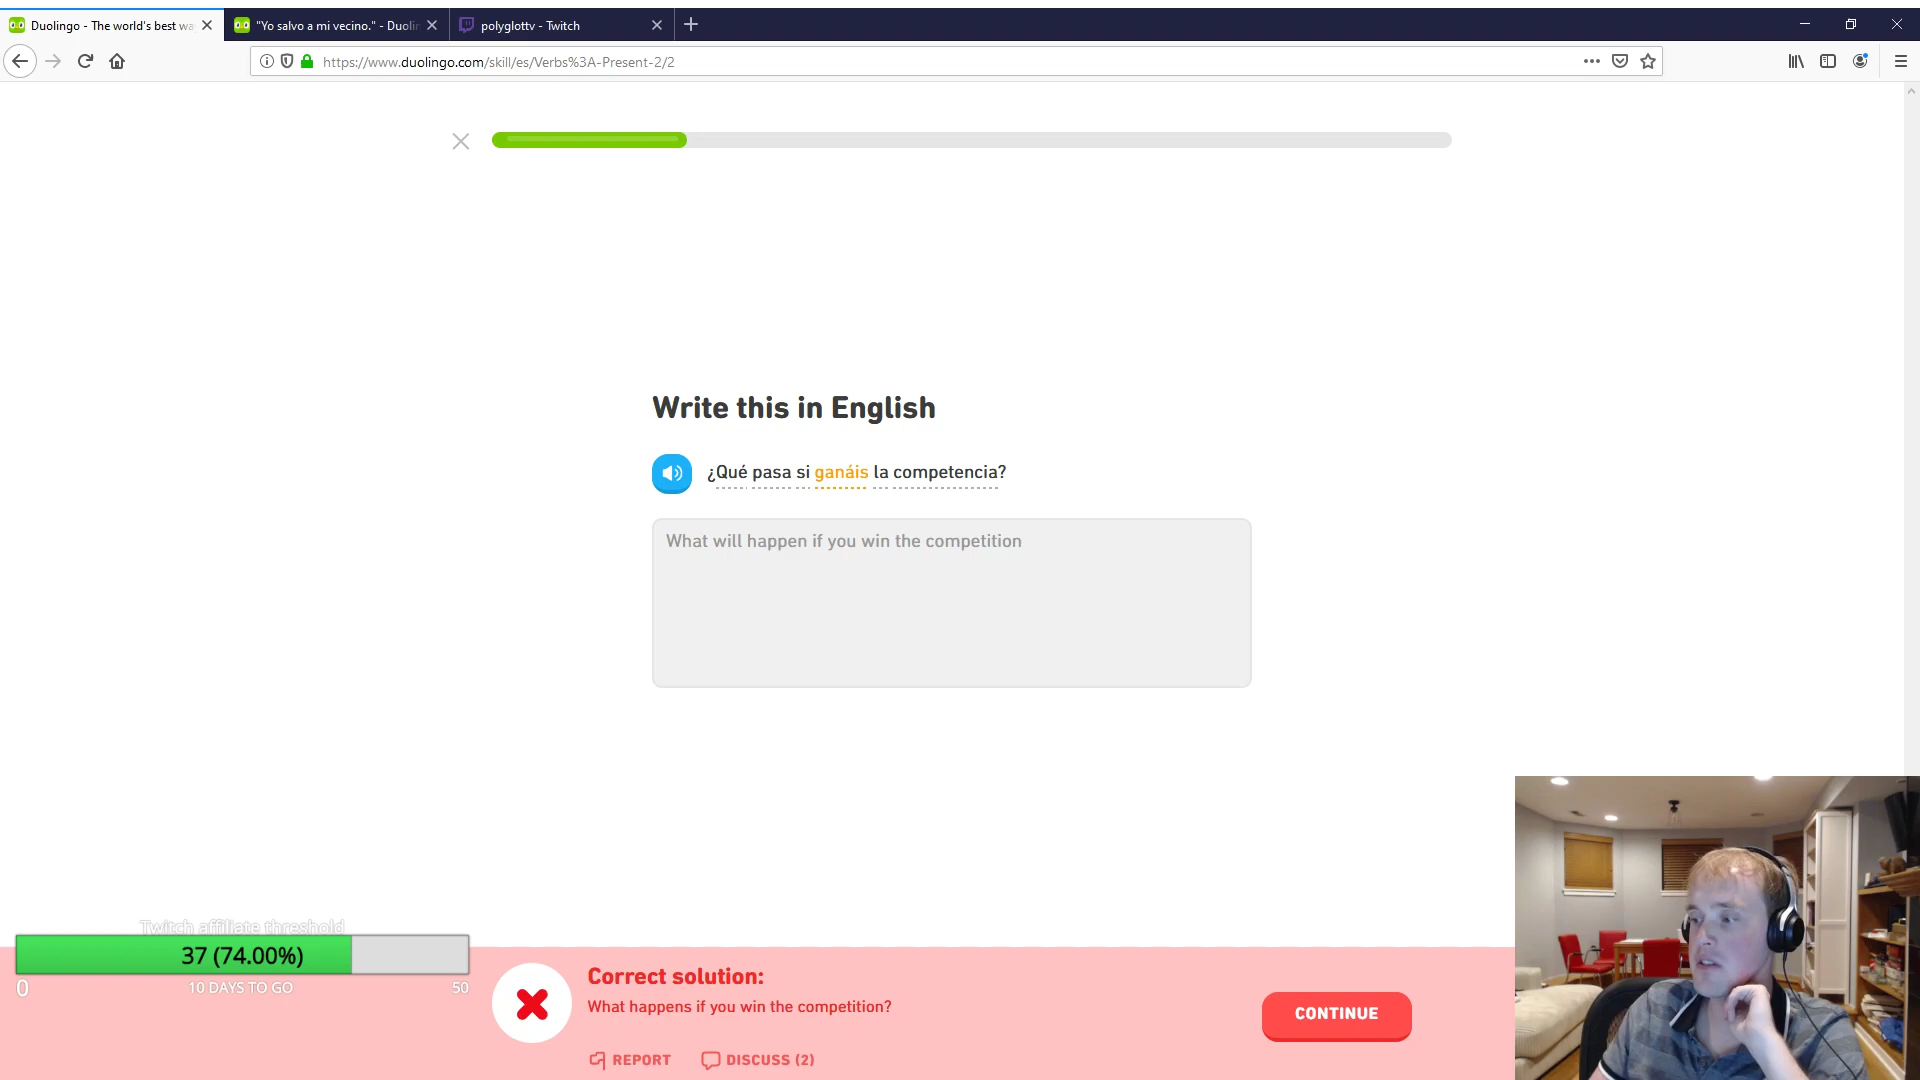 Duolingo - The world's best wa
"Yo salvo a mi vecino." - Duolin
polyglottv - Twitch
https://www.duolingo.com/skill/es/Verbs%3A-Present-2/2
Write this in English
¿Qué pasa si ganáis la competencia?
What will happen if you win the competition
Twitch affiliate threshold
37 (74.00%)
0 10 DAYS TO GO 50
Correct solution:
What happens if you win the competition?
CONTINUE
REPORT DISCUSS (2)